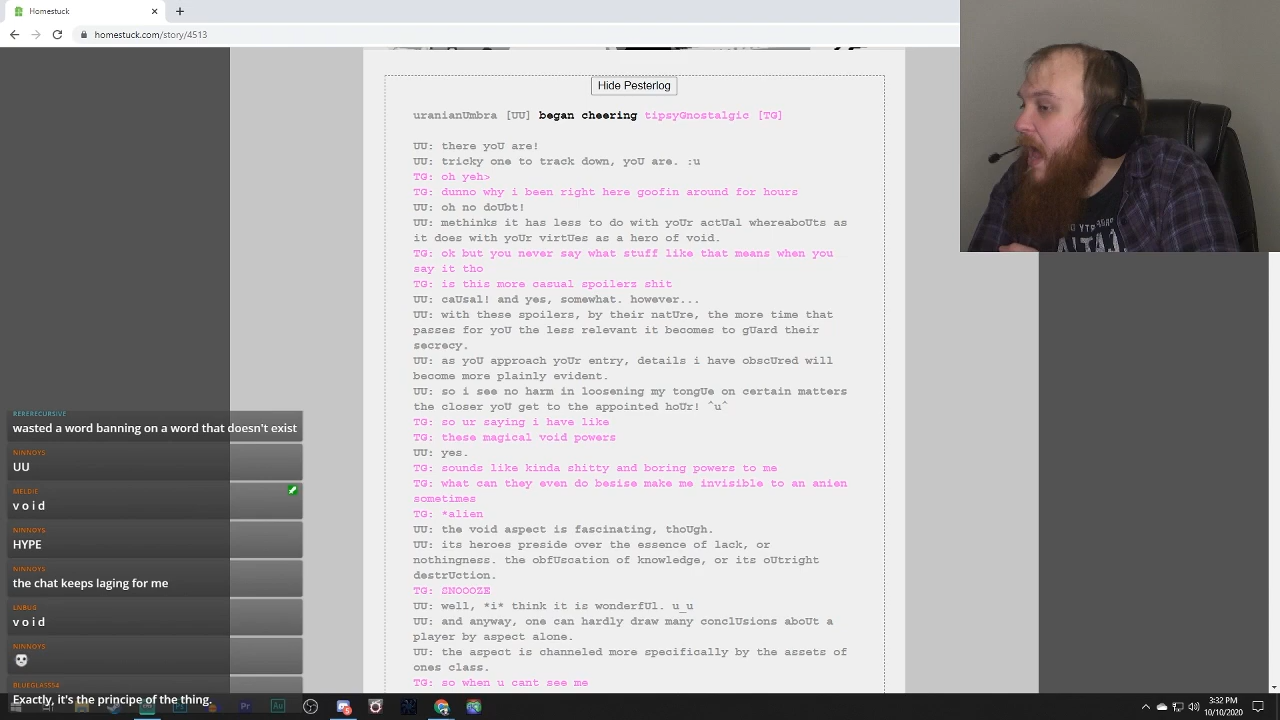 Homestuck
homestuck.com/story/4513
Hide Pesterlog
uranianUmbra [UU] began cheering tipsyGnostalgic [TG]
UU: there yoU are!
UU: tricky one to track down, yoU are. :u
TG: oh yeh>
TG: dunno why i been right here goofin around for hours
UU: oh no doUbt!
UU: methinks it has less to do with yoUr actUal whereaboUts as
it does with yoUr virtUes as a hero of void.
TG: ok but you never say what stuff like that means when you
say it tho
TG: is this more casual spoilers shit
UU: caUsal! and yes, somewhat. however...
UU: with these spoilers, by their natUre, the more time that
passes for yoU the less relevant it becomes to gUard their
secrecy.
UU: as yoU approach yoUr entry, details i have obscUred will
become more plainly evident.
UU: so i see no harm in loosening my tongUe on certain matters
the closer yoU get to the appointed hoUr! ^u^
TG: so ur saying i have like
TG: these magical void powers
UU: yes.
TG: sounds like kinda shitty and boring powers to me
TG: what can they even do besise make me invisible to an anien
sometimes
TG: *alien
UU: the void aspect is fascinating, thoUgh.
UU: its heroes preside over the essence of lack, or
nothingness. the obfUscation of knowledge, or its oUtright
destrUction.
TG: SNOOOZE
UU: well, *i* think it is wonderfUl. u_u
UU: and anyway, one can hardly draw many conclUsions aboUt a
player by aspect alone.
UU: the aspect is channeled more specifically by the assets of
ones class.
TG: so when u cant see me
RERERECURSIVE
wasted a word banning on a word that doesn't exist
NINNOYS
UU
MELDIE
v o i d
NINNOYS
HYPE
NINNOYS
the chat keeps laging for me
LNBUG
v o i d
NINNOYS
BLUEGLASSS4
Exactly, it's the principe of the thing.
Pr
Au
3:32 PM
10/10/2020